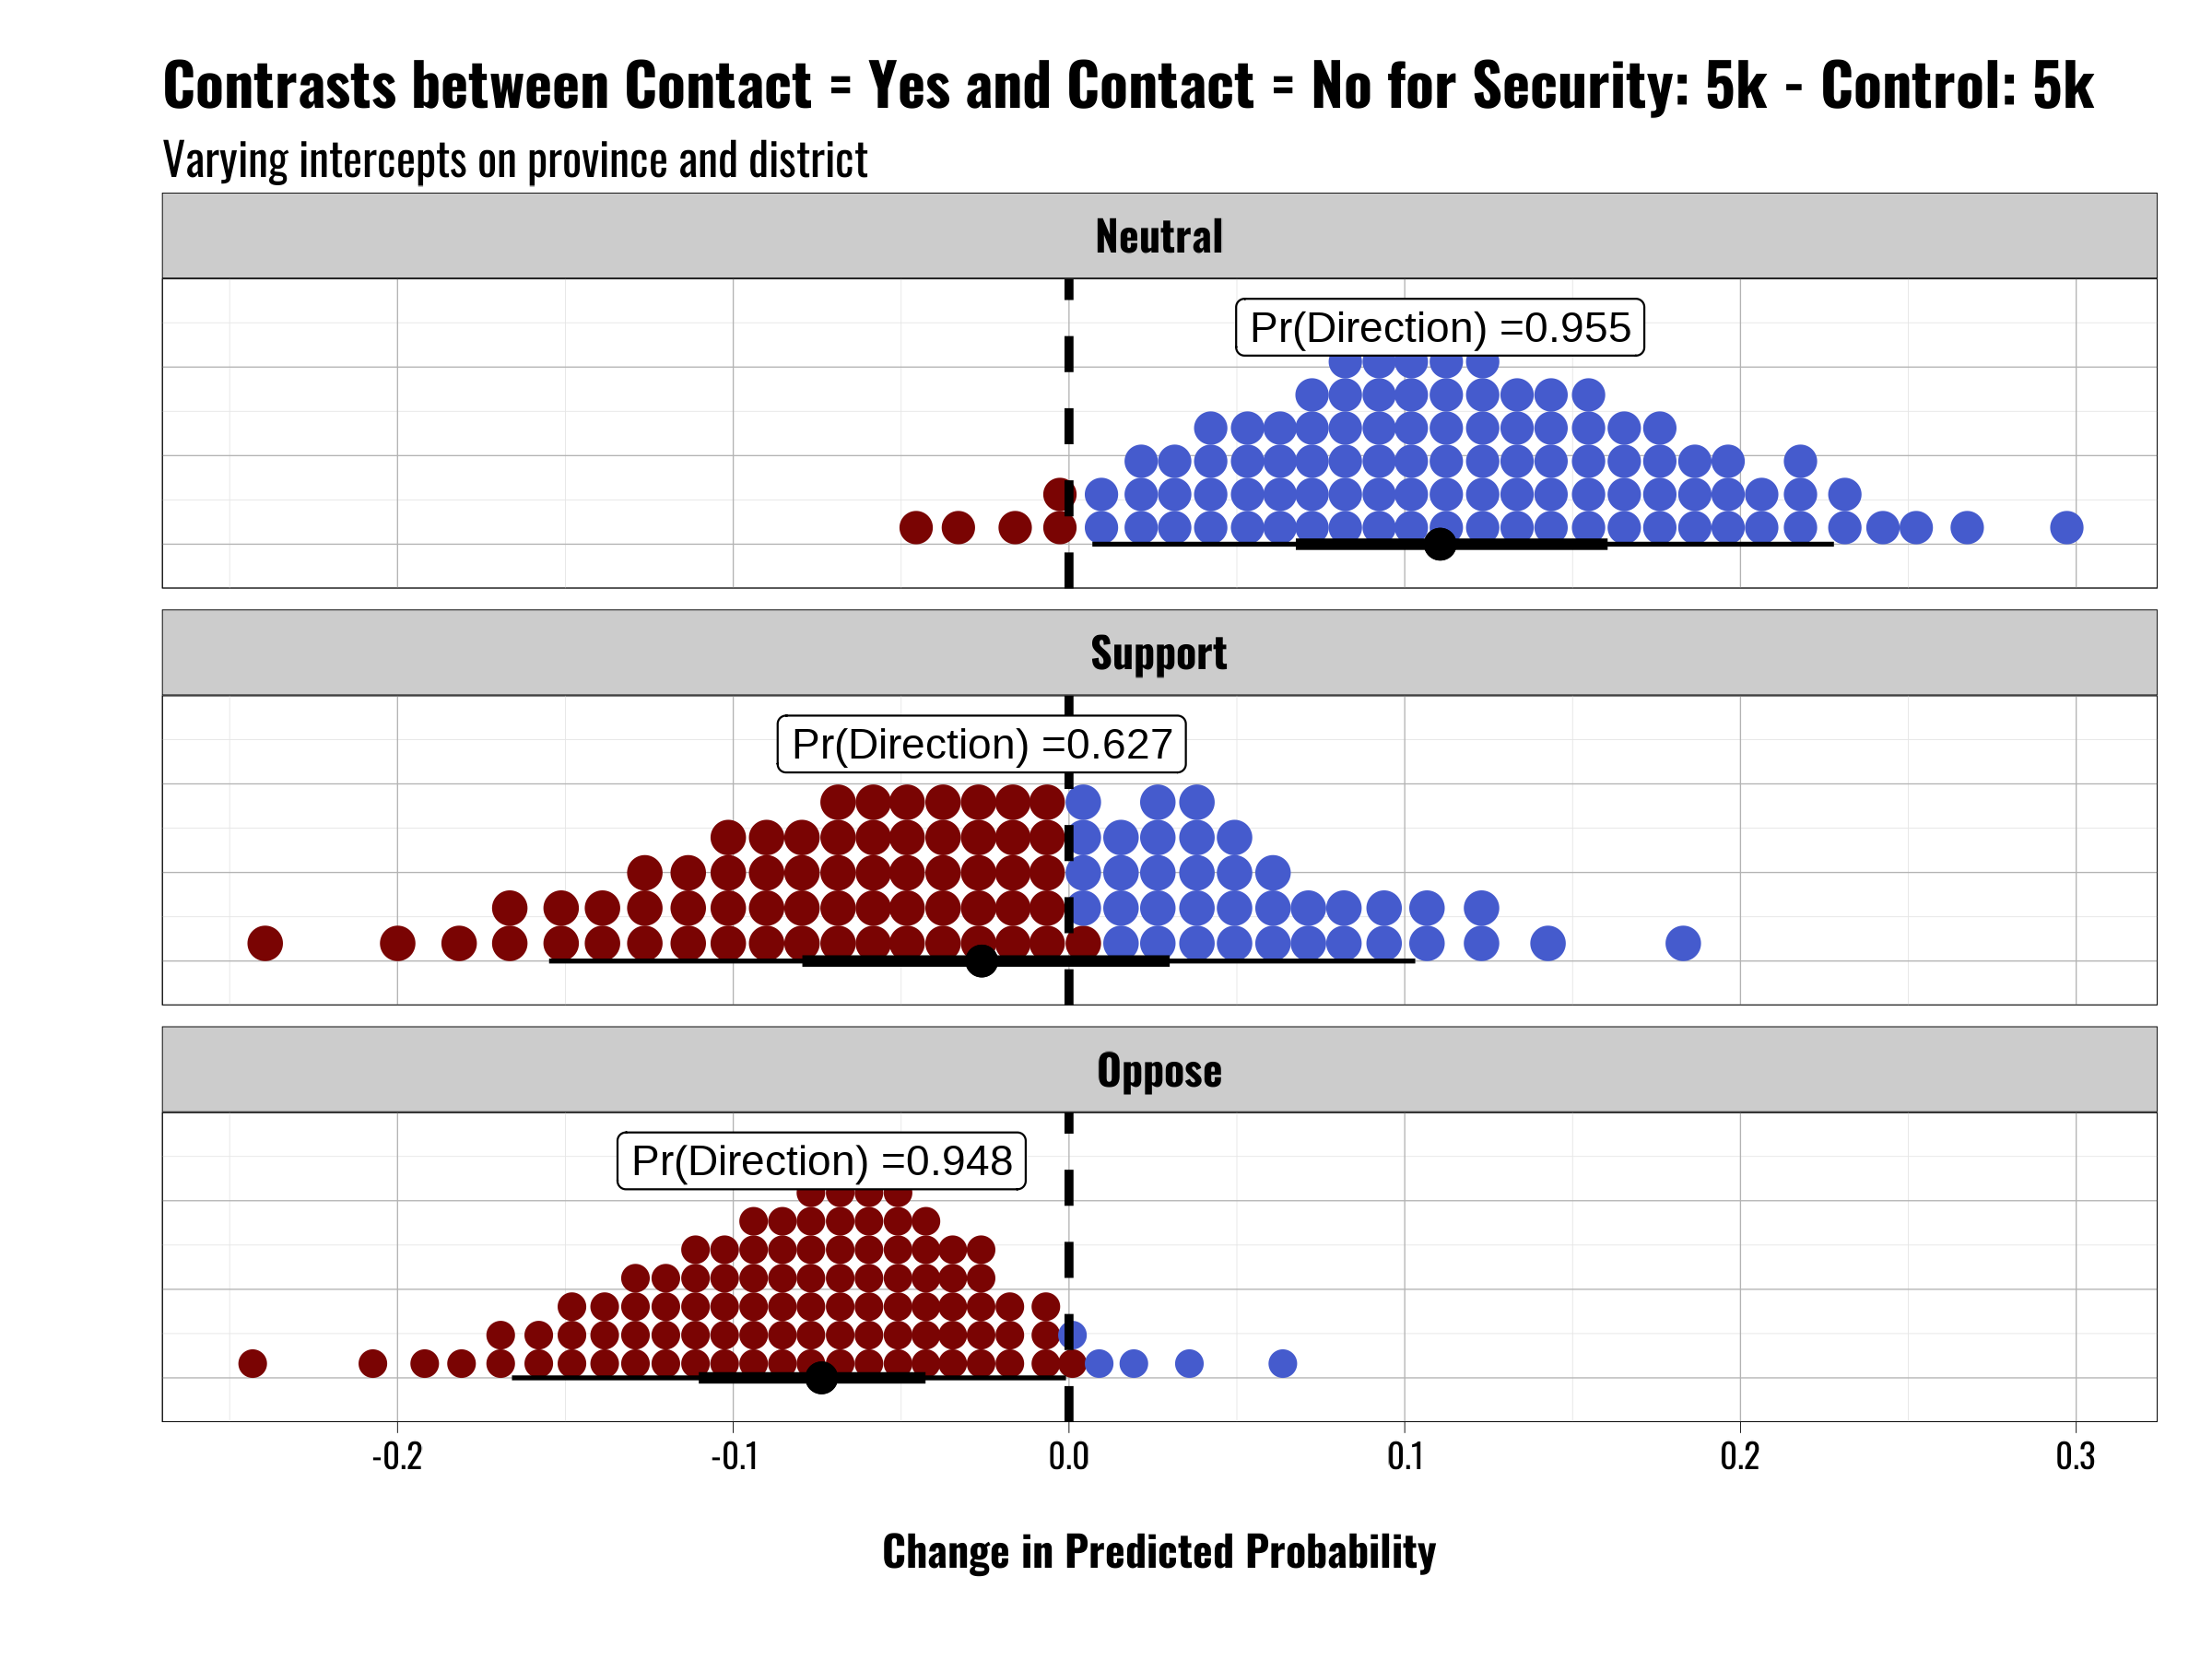 Contrasts between Contact = Yes and Contact = No for Security: 5k - Control: 5k
Varying intercepts on province and district
Neutral
Pr(Direction) =0.955
Support
Pr(Direction) =0.627
Oppose
Pr(Direction) =0.948
-0.2 -0.1 0.0 0.1 0.2 0.3
Change in Predicted Probability